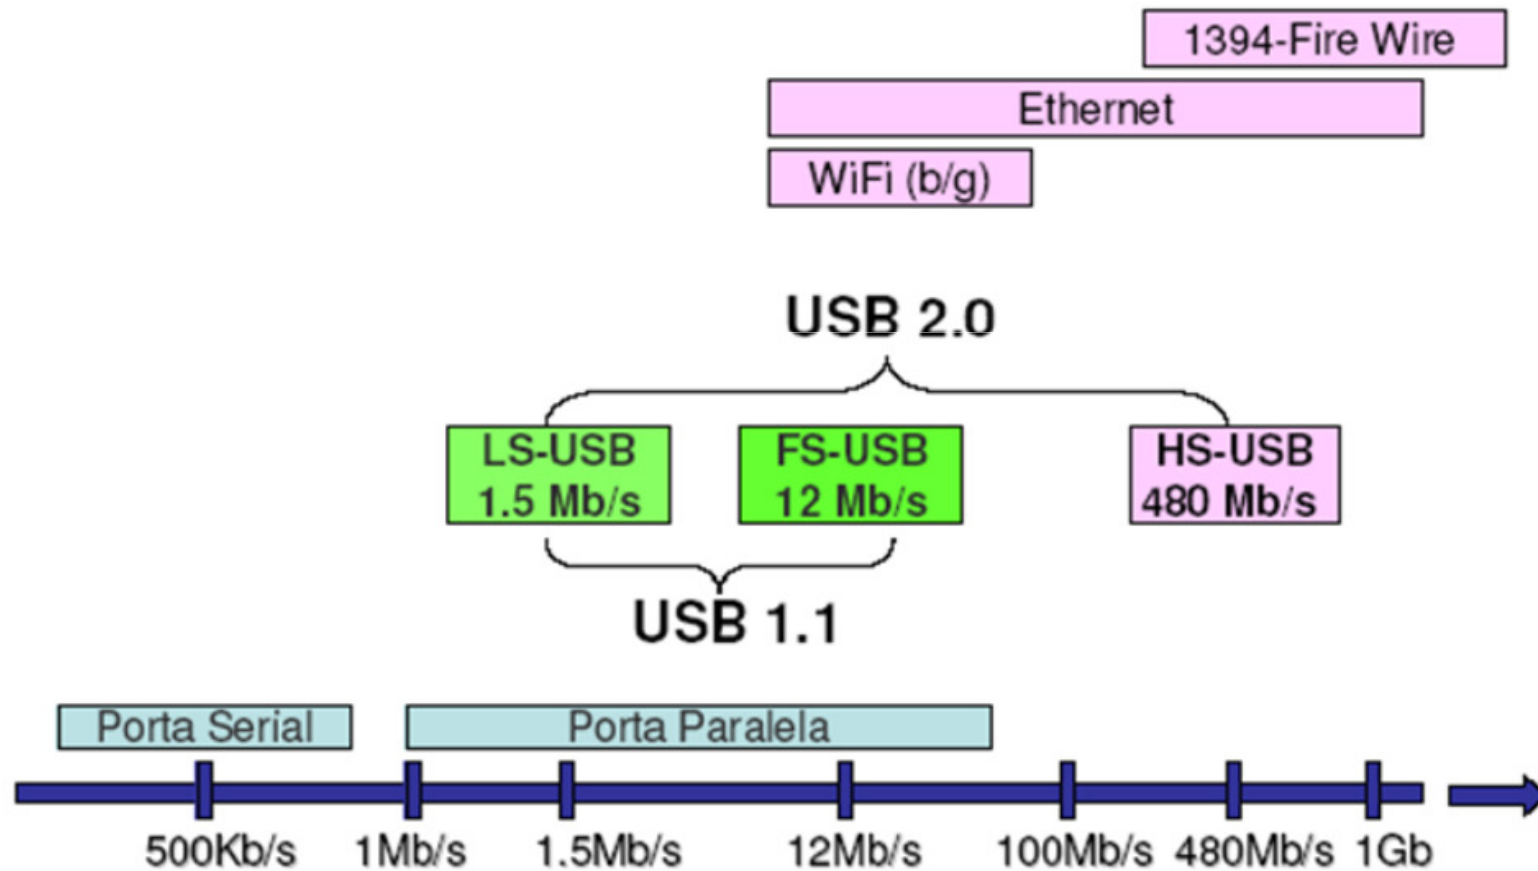 1394-Fire Wire
Ethernet
WiFi (b/g)
USB 2.0
LS-USB
1.5 Mb/s
FS-USB
12 Mb/s
HS-USB
480 Mb/s
USB 1.1
Porta Serial
Porta Paralela
500Kb/s 1Mb/s 1.5Mb/s 12Mb/s 100Mb/s 480Mb/s 1Gb